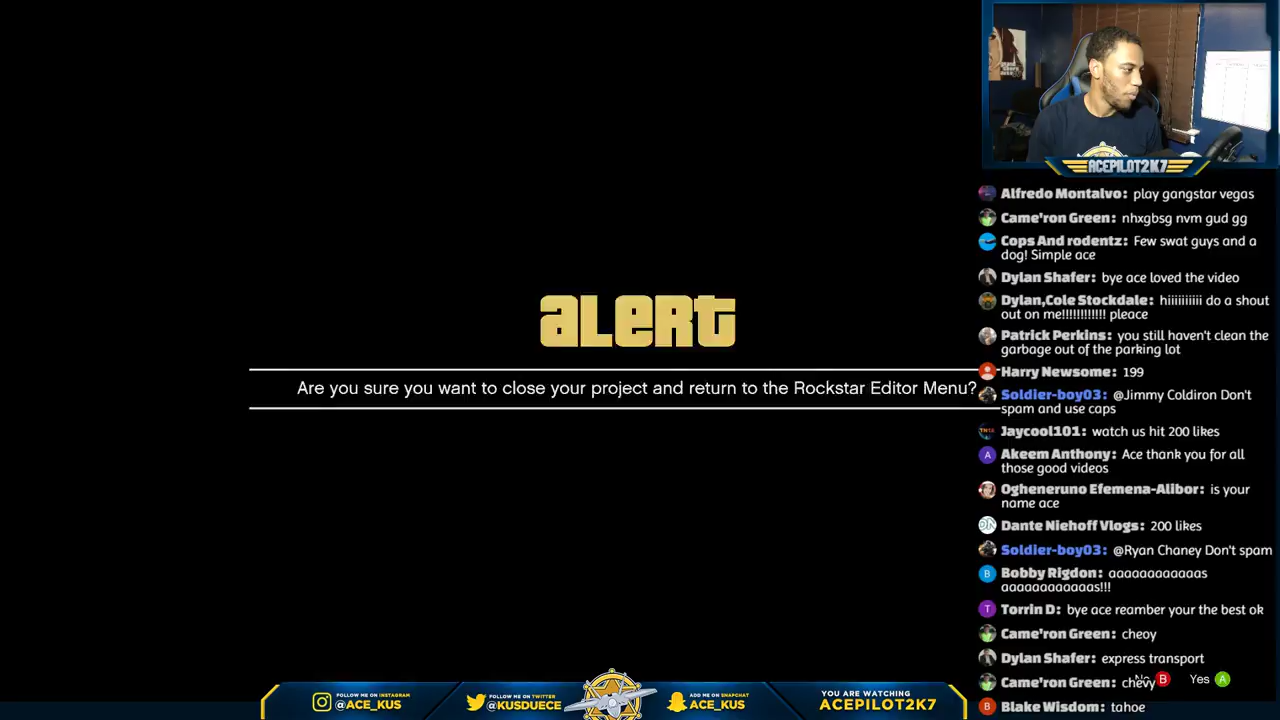 ACEPILOT2K7
Alfredo Montalvo: play gangstar vegas
Came'ron Green: nhxgbsg nvm gud gg
Cops And rodentz: Few swat guys and a
dog! Simple ace
Dylan Shafer: bye ace loved the video
Dylan,Cole Stockdale: hiiiiiiiiii do a shout
out on me!!!!!!!!!!!! pleace
Patrick Perkins: you still haven't clean the
garbage out of the parking lot
Harry Newsome: 199
Soldier-boy03: @Jimmy Coldiron Don't
spam and use caps
Jaycool101: watch us hit 200 likes
A Akeem Anthony: Ace thank you for all
those good videos
Ogheneruno Efemena-Alibor: is your
name ace
DN Dante Niehoff Vlogs: 200 likes
Soldier-boy03: @Ryan Chaney Don't spam
B Bobby Rigdon: aaaaaaaaaaas
aaaaaaaaaaas!!!
T Torrin D: bye ace reamber your the best ok
Came'ron Green: cheoy
Dylan Shafer: express transport
Came'ron Green: chevy
B Blake Wisdom: tahoe
alert
Are you sure you want to close your project and return to the Rockstar Editor Menu?
No B Yes A
FOLLOW ME ON INSTAGRAM
@ACE_KUS
FOLLOW ME ON TWITTER
@KUSDUECE
ADD ME ON SNAPCHAT
ACE_KUS
YOU ARE WATCHING
ACEPILOT2K7